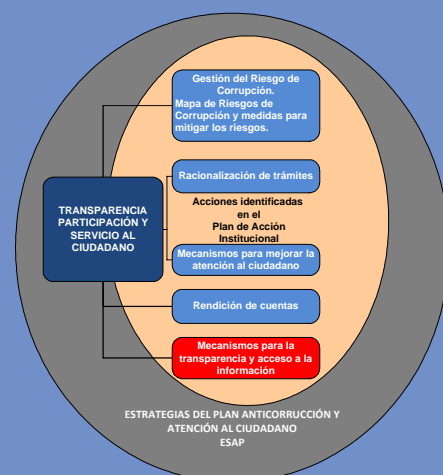 Gestión del Riesgo de
Corrupción.
Mapa de Riesgos de
Corrupción y medidas para
mitigar los riesgos.
Racionalización de trámites
Acciones identificadas
en el
Plan de Acción
Institucional
TRANSPARENCIA
PARTICIPACIÓN Y
SERVICIO AL
CIUDADANO
Mecanismos para mejorar la
atención al ciudadano
Rendición de cuentas
Mecanismos para la
transparencia y acceso a la
información
ESTRATEGIAS DEL PLAN ANTICORRUCCIÓN Y
ATENCIÓN AL CIUDADANO
ESAP